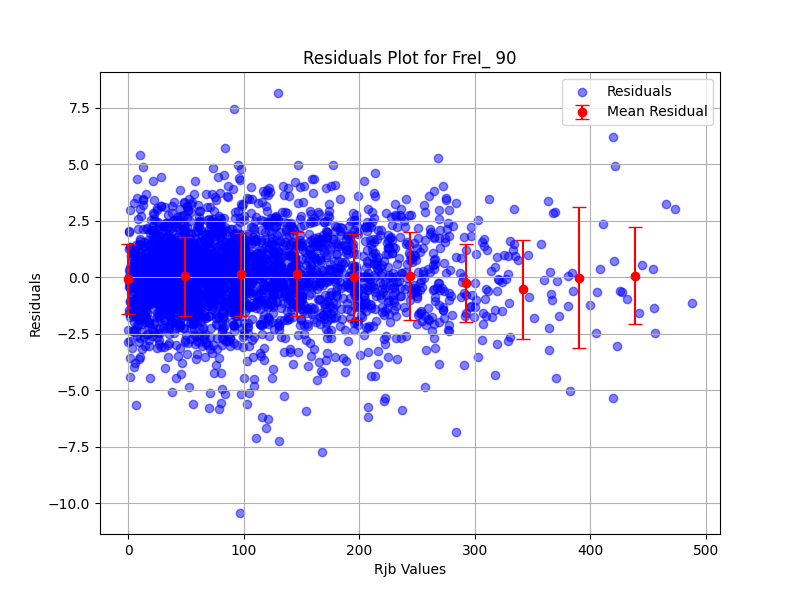 Residuals Plot for FreI_ 90
Residuals
Mean Residual
7.5
5.0
2.5
0.0
−2.5
−5.0
−7.5
−10.0
Residuals
0 100 200 300 400 500
Rjb Values